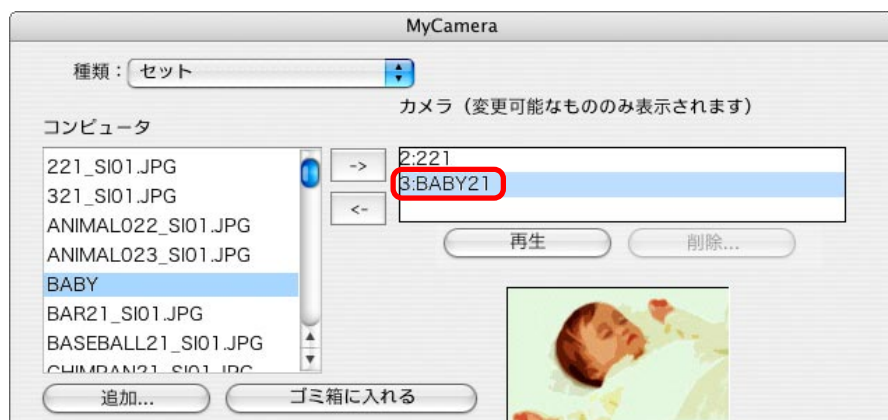 MyCamera
種類：セット
カメラ（変更可能なもののみ表示されます）
コンピュータ
221_SI01.JPG
321_SI01.JPG
ANIMAL022_SI01.JPG
ANIMAL023_SI01.JPG
BABY
BAR21_SI01.JPG
BASEBALL21_SI01.JPG
CHIMPAN21_SI01.JPG
->
<-
2:221
3:BABY21
再生
削除...
追加...
ゴミ箱に入れる